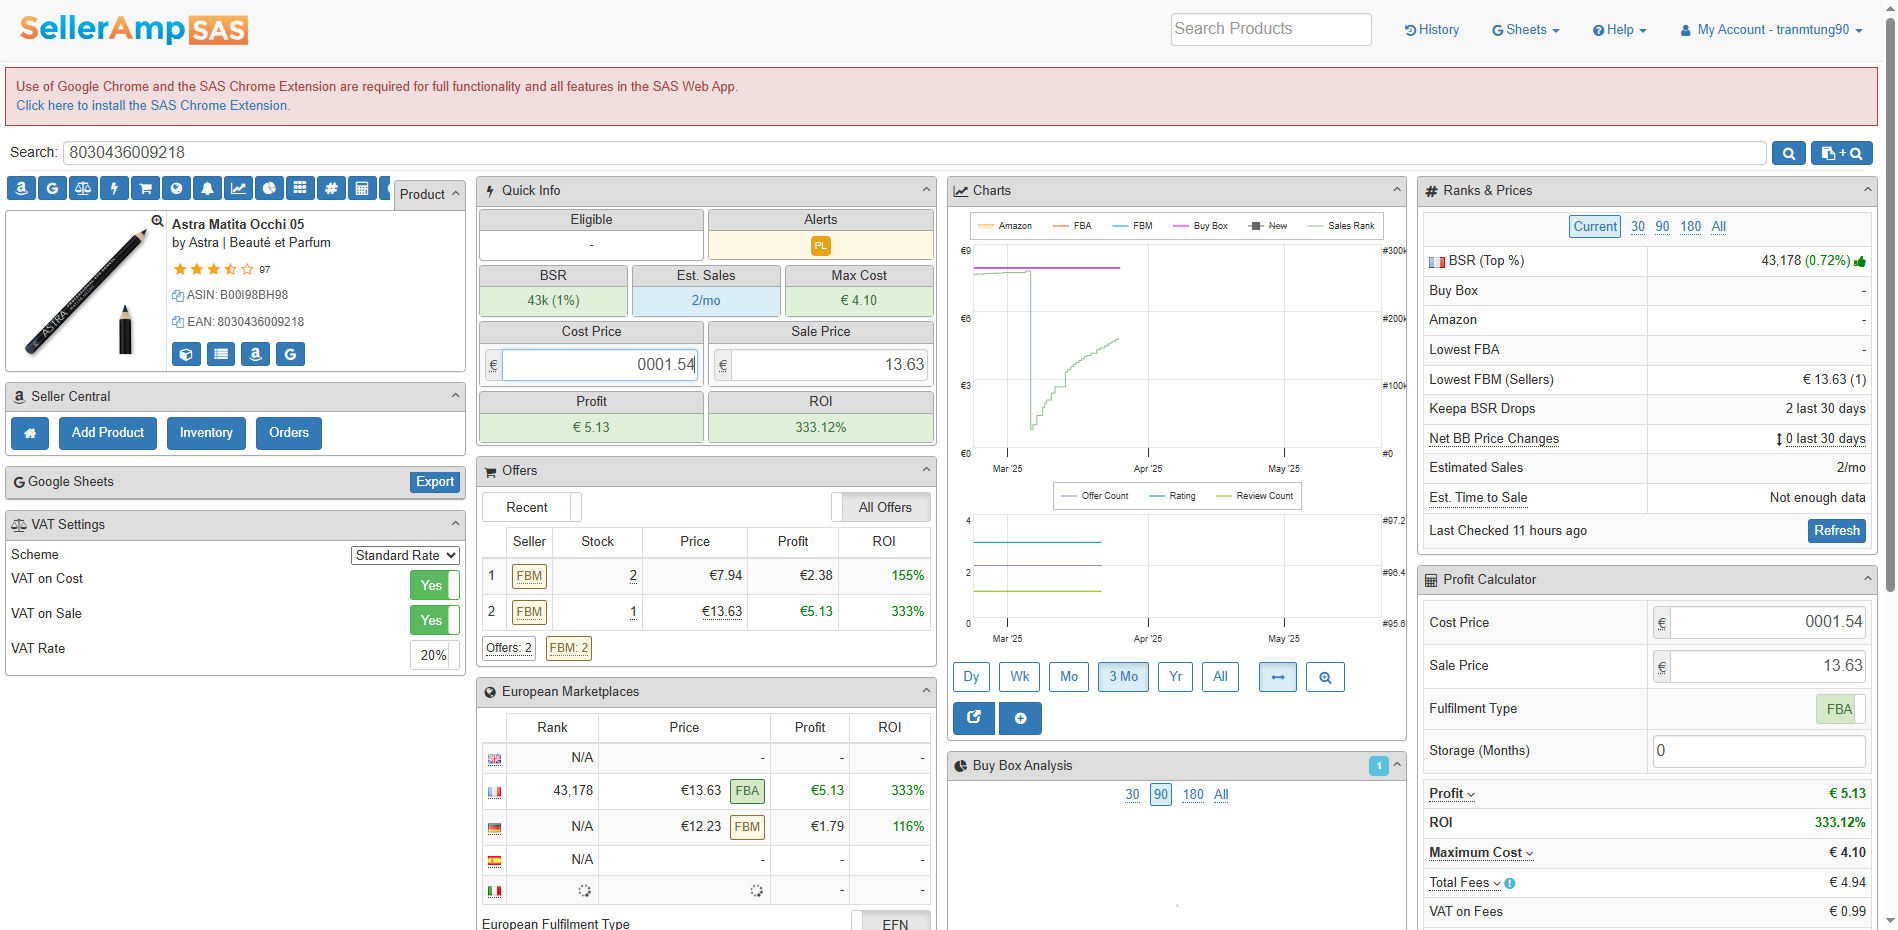 SellerAmp SAS
Search Products
History
Sheets
Help
My Account - tranmtung90
Use of Google Chrome and the SAS Chrome Extension are required for full functionality and all features in the SAS Web App.
Click here to install the SAS Chrome Extension.
Search: 8030436009218
+
Product
Astra Matita Occhi 05
by Astra | Beauté et Parfum
97
ASIN: B00I98BH98
EAN: 8030436009218
ASTRA
Seller Central
Add Product
Inventory
Orders
Google Sheets
Export
VAT Settings
Scheme Standard Rate
VAT on Cost Yes
VAT on Sale Yes
VAT Rate 20%
Quick Info
Eligible Alerts
- PL
BSR Est. Sales Max Cost
43k (1%) 2/mo € 4.10
Cost Price Sale Price
€ 0001.54 € 13.63
Profit ROI
€ 5.13 333.12%
Offers
Recent All Offers
Seller Stock Price Profit ROI
1 FBM 2 €7.94 €2.38 155%
2 FBM 1 €13.63 €5.13 333%
Offers: 2 FBM: 2
European Marketplaces
Rank Price Profit ROI
N/A - - -
43,178 €13.63 FBA €5.13 333%
N/A €12.23 FBM €1.79 116%
N/A - - -
- -
European Fulfilment Type EFN
Charts
Amazon FBA FBM Buy Box New Sales Rank
€9 #300k
€6 #200k
€3 #100k
€0 #0
Mar '25 Apr '25 May '25
Offer Count Rating Review Count
4 #97.2
2 #96.4
0 #95.6
Mar '25 Apr '25 May '25
Dy Wk Mo 3 Mo Yr All
Buy Box Analysis 1
30 90 180 All
Ranks & Prices
Current 30 90 180 All
BSR (Top %) 43,178 (0.72%)
Buy Box -
Amazon -
Lowest FBA -
Lowest FBM (Sellers) € 13.63 (1)
Keepa BSR Drops 2 last 30 days
Net BB Price Changes 0 last 30 days
Estimated Sales 2/mo
Est. Time to Sale Not enough data
Last Checked 11 hours ago Refresh
Profit Calculator
Cost Price € 0001.54
Sale Price € 13.63
Fulfilment Type FBA
Storage (Months) 0
Profit € 5.13
ROI 333.12%
Maximum Cost € 4.10
Total Fees € 4.94
VAT on Fees € 0.99